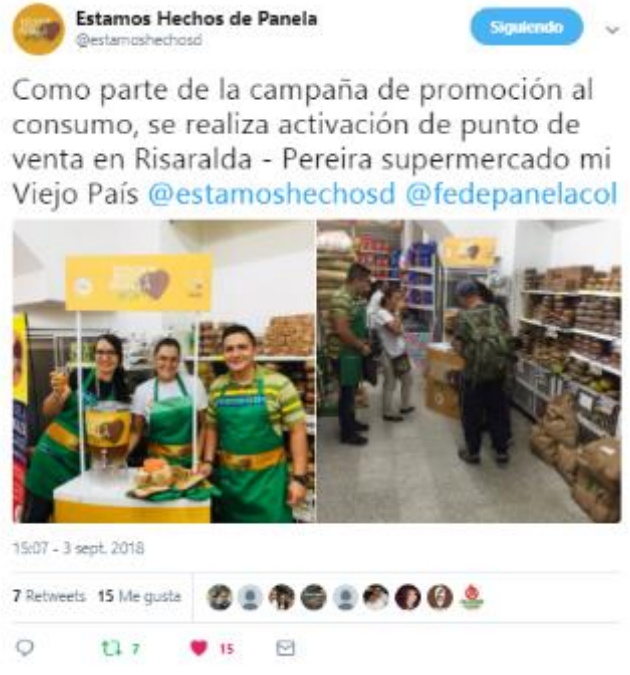 Estamos Hechos de Panela
@estamoshechosd
Siguiendo
Como parte de la campaña de promoción al
consumo, se realiza activación de punto de
venta en Risaralda - Pereira supermercado mi
Viejo País @estamoshechosd @fedepanelacol
15:07 - 3 sept. 2018
7 Retweets 15 Me gusta
7 15